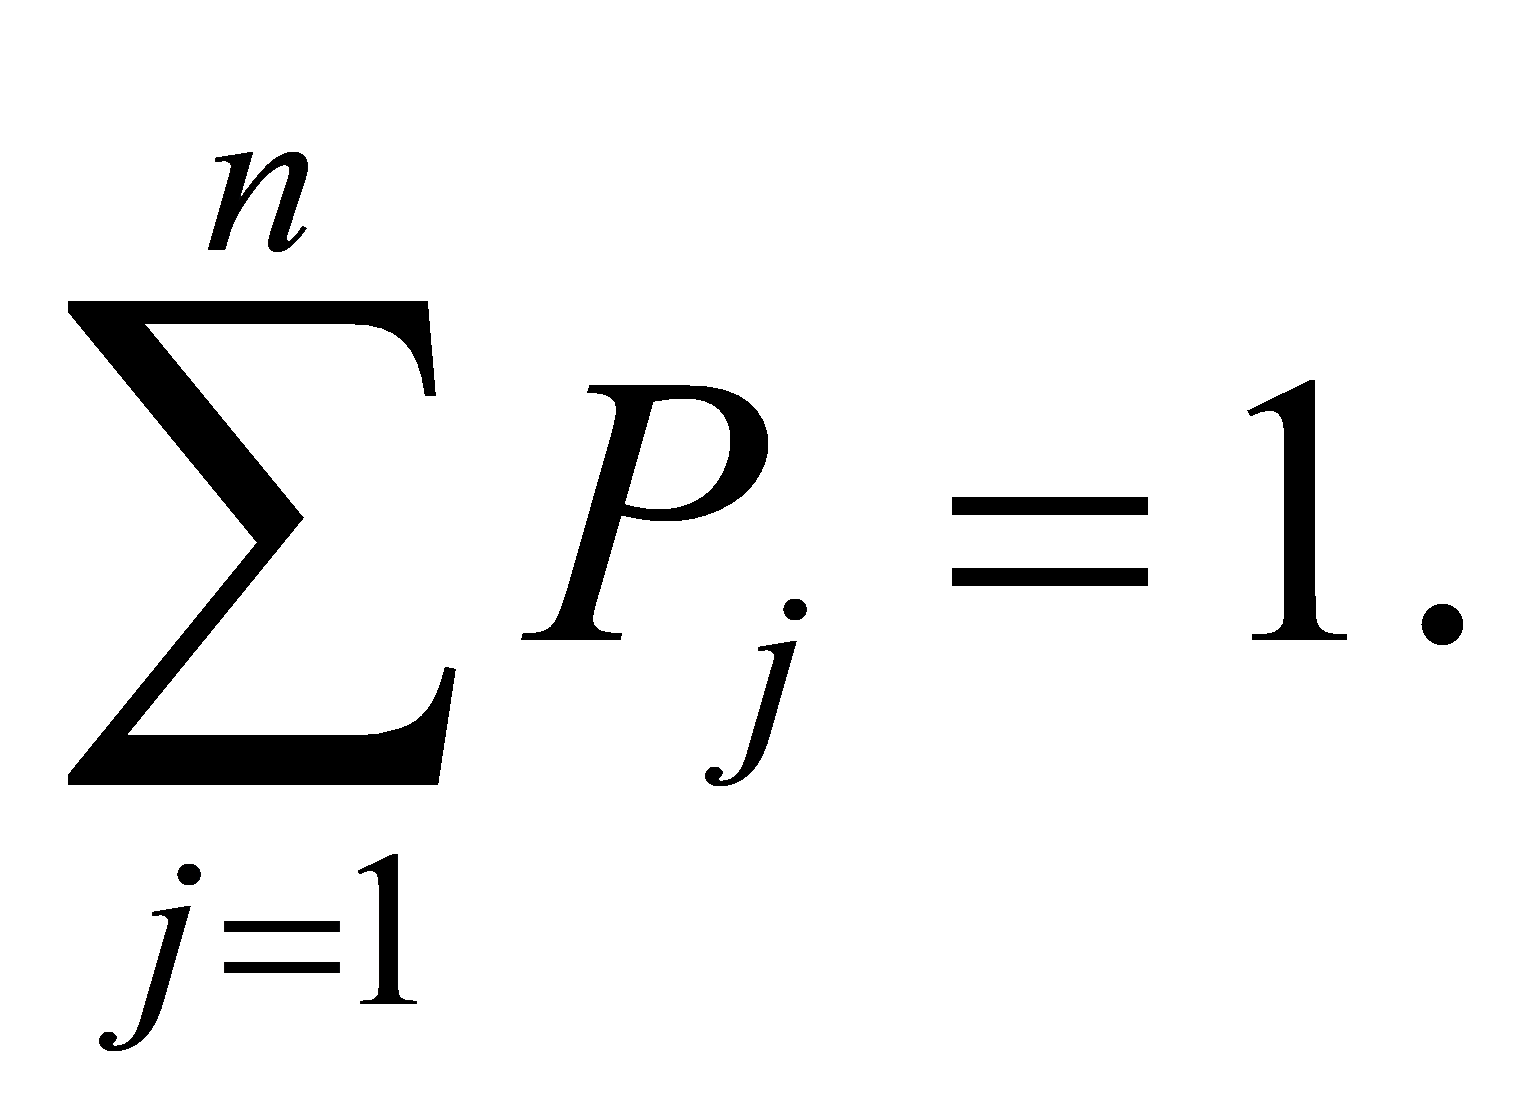 n
∑ P_j = 1.
j=1